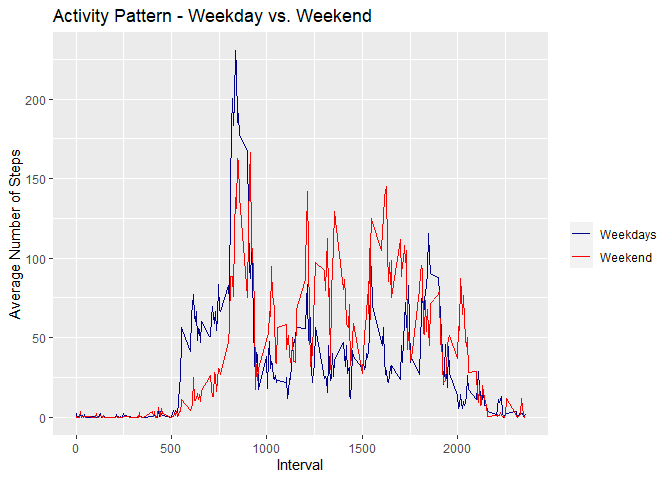 Activity Pattern - Weekday vs. Weekend
Average Number of Steps
200
150
100
50
0
0
500
1000
1500
2000
Interval
Weekdays
Weekend